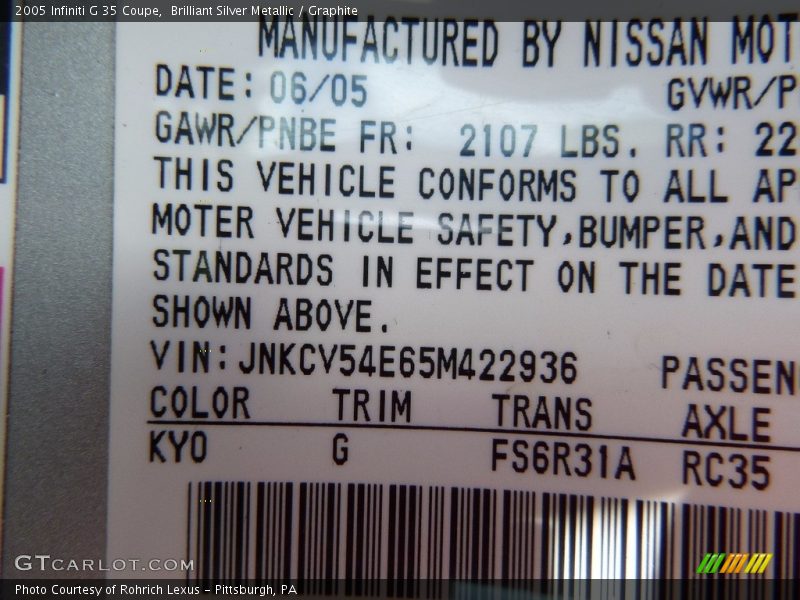 2005 Infiniti G 35 Coupe,  Brilliant Silver Metallic / Graphite
MANUFACTURED BY NISSAN MOT
DATE: 06/05 GVWR/P
GAWR/PNBE FR: 2107 LBS. RR: 22
THIS VEHICLE CONFORMS TO ALL AP
MOTER VEHICLE SAFETY,BUMPER,AND
STANDARDS IN EFFECT ON THE DATE
SHOWN ABOVE.
VIN:JNKCV54E65M422936 PASSEN
COLOR TRIM TRANS AXLE
KY0 G FS6R31A RC35
GTCARLOT.COM
Photo Courtesy of Rohrich Lexus - Pittsburgh, PA